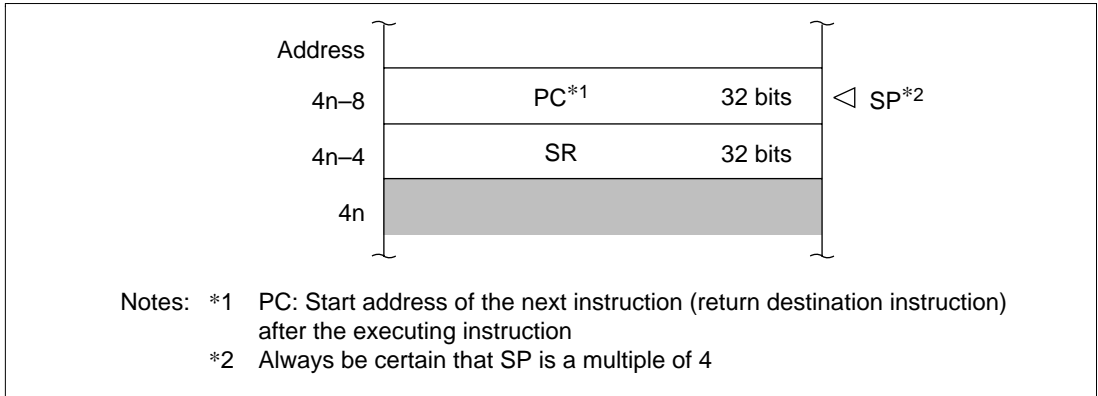 Address
4n–8 PC*1 32 bits ◁ SP*2
4n–4 SR 32 bits
4n
Notes: *1 PC: Start address of the next instruction (return destination instruction)
after the executing instruction
*2 Always be certain that SP is a multiple of 4